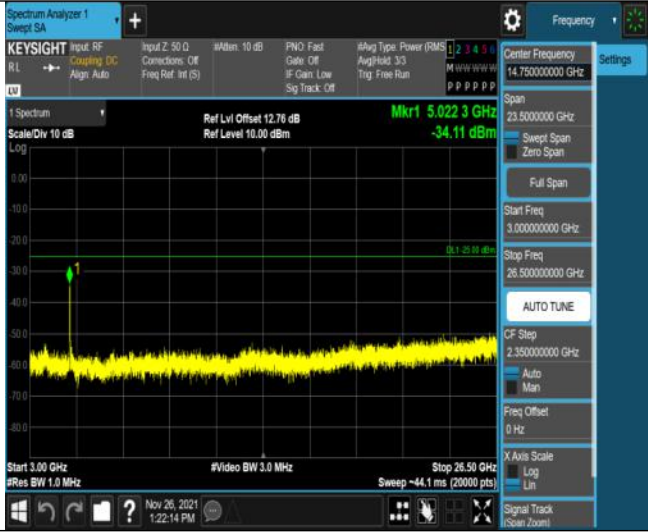 Spectrum Analyzer 1
Swept SA
+
Frequency
KEYSIGHT
RL
LV
Input: RF
Coupling: DC
Align: Auto
Input Z: 50 Ω
Corrections: Off
Freq Ref: Int (S)
#Atten: 10 dB
PNO: Fast
Gate: Off
IF Gain: Low
Sig Track: Off
#Avg Type: Power (RMS
Avg|Hold: 3/3
Trig: Free Run
1 2 3 4 5 6
M W W W W W
P P P P P P
1 Spectrum
Scale/Div 10 dB
Log
Ref Lvl Offset 12.76 dB
Ref Level 10.00 dBm
Mkr1 5.022 3 GHz
-34.11 dBm
0.00
-10.0
-20.0
-30.0
-40.0
-50.0
-60.0
-70.0
-80.0
DL1 -25.00 dBm
1
Start 3.00 GHz
#Res BW 1.0 MHz
#Video BW 3.0 MHz
Stop 26.50 GHz
Sweep ~44.1 ms (20000 pts)
Center Frequency
14.750000000 GHz
Settings
Span
23.5000000 GHz
Swept Span
Zero Span
Full Span
Start Freq
3.000000000 GHz
Stop Freq
26.500000000 GHz
AUTO TUNE
CF Step
2.350000000 GHz
Auto
Man
Freq Offset
0 Hz
X Axis Scale
Log
Lin
Signal Track
(Span Zoom)
?
Nov 26, 2021
1:22:14 PM